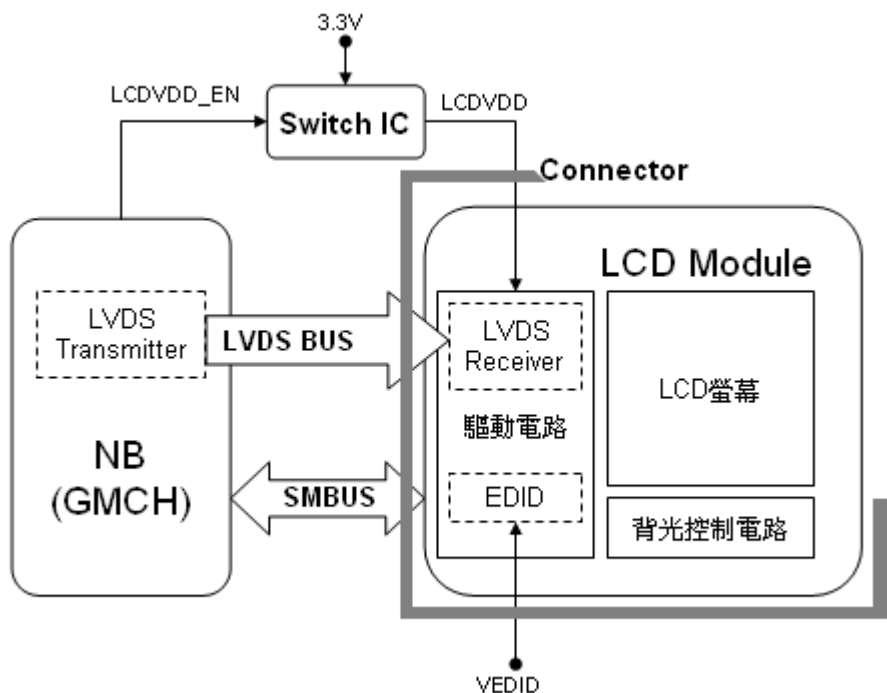 3.3V
LCDVDD_EN
LCDVDD
Switch IC
Connector
LCD Module
LVDS
Transmitter
LVDS BUS
LVDS
Receiver
LCD螢幕
驅動電路
NB
(GMCH)
SMBUS
EDID
背光控制電路
VEDID